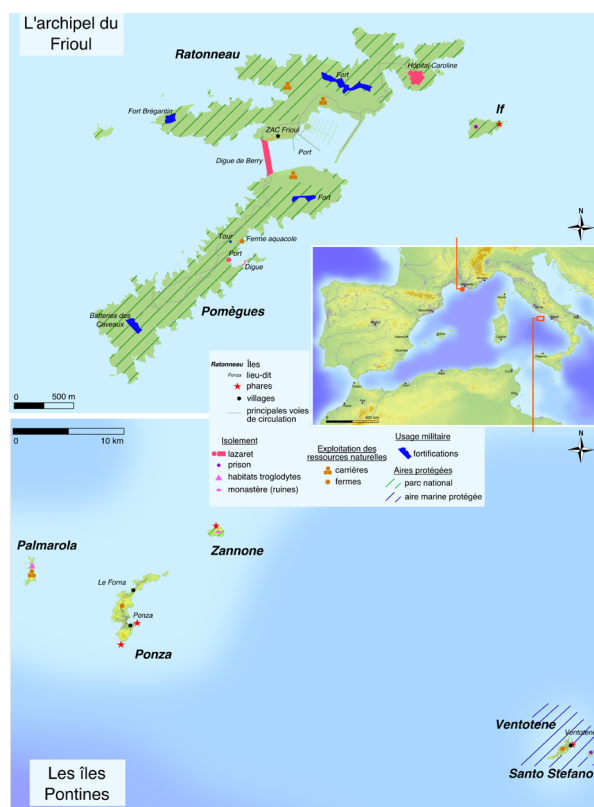 L'archipel du
Frioul
Ratonneau
Hôpital Caroline
Fort
Fort Brégantin
If
ZAC Frioul
Port
Digue de Berry
Fort
Tour
Ferme aquacole
Port
Digue
Pomègues
Batteries des
Caveaux
N
0 500 m
0 500 km
Ratonneau Îles
Ponza lieu-dit
phares
villages
principales voies
de circulation
Isolement
lazaret
prison
habitats troglodytes
monastère (ruines)
Exploitation des
ressources naturelles
carrières
fermes
Usage militaire
fortifications
Aires protégées
parc national
aire marine protégée
0 10 km
N
Zannone
Palmarola
Le Forna
Ponza
Ponza
Ventotene
Ventotene
Santo Stefano
Les îles
Pontines